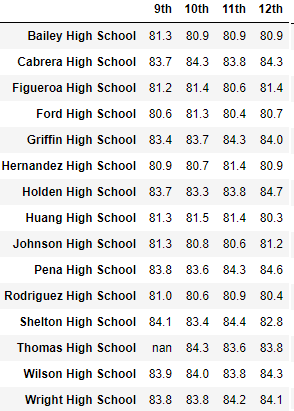 9th 10th 11th 12th
Bailey High School 81.3 80.9 80.9 80.9
Cabrera High School 83.7 84.3 83.8 84.3
Figueroa High School 81.2 81.4 80.6 81.4
Ford High School 80.6 81.3 80.4 80.7
Griffin High School 83.4 83.7 84.3 84.0
Hernandez High School 80.9 80.7 81.4 80.9
Holden High School 83.7 83.3 83.8 84.7
Huang High School 81.3 81.5 81.4 80.3
Johnson High School 81.3 80.8 80.6 81.2
Pena High School 83.8 83.6 84.3 84.6
Rodriguez High School 81.0 80.6 80.9 80.4
Shelton High School 84.1 83.4 84.4 82.8
Thomas High School nan 84.3 83.6 83.8
Wilson High School 83.9 84.0 83.8 84.3
Wright High School 83.8 83.8 84.2 84.1